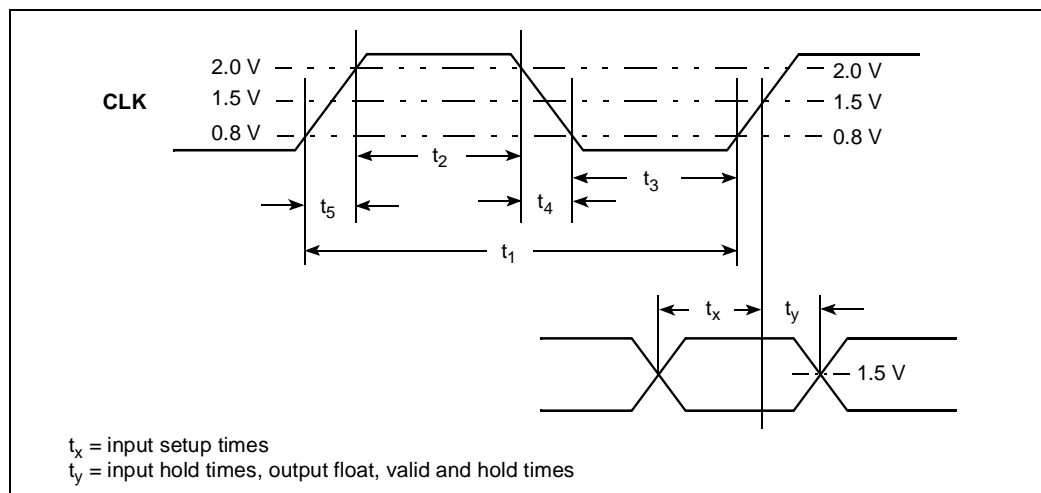 2.0 V 2.0 V
CLK 1.5 V 1.5 V
0.8 V 0.8 V
t2
t3
t5 t4
t1
tx ty
1.5 V
tx = input setup times
ty = input hold times, output float, valid and hold times